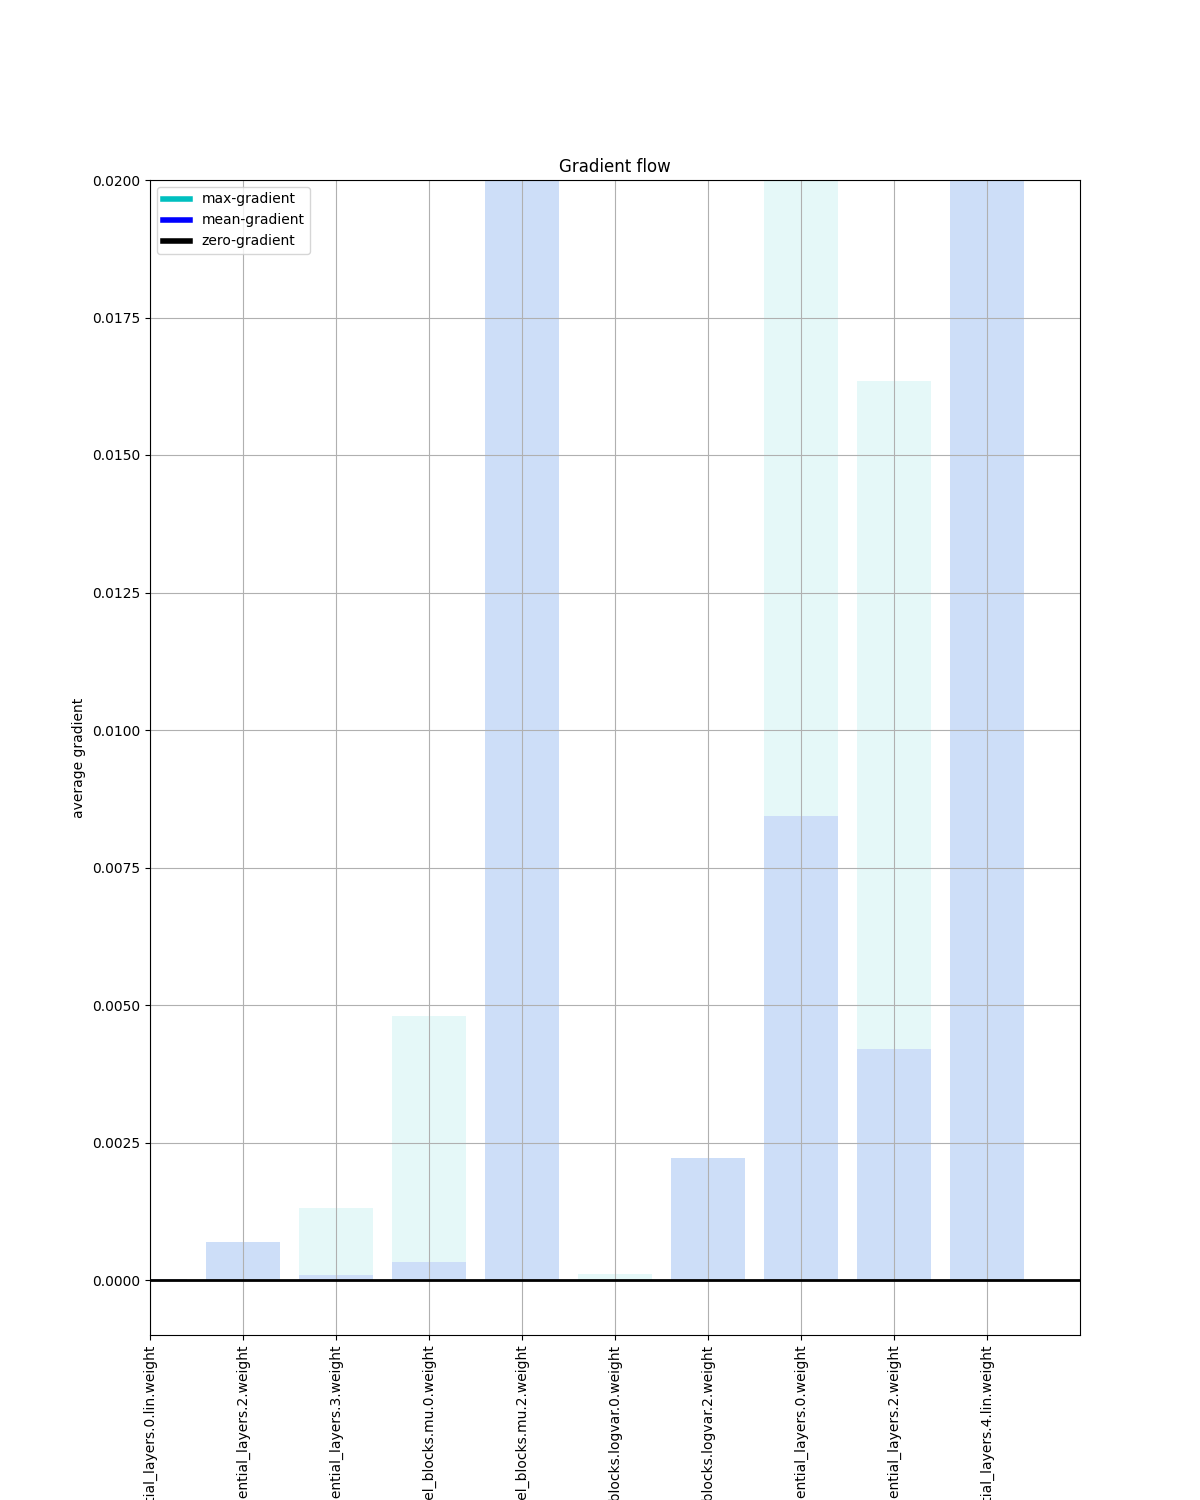 Gradient flow
max-gradient
mean-gradient
zero-gradient
0.0200
0.0175
0.0150
0.0125
0.0100
0.0075
0.0050
0.0025
0.0000
average gradient
tial_layers.0.lin.weight
ential_layers.2.weight
ential_layers.3.weight
el_blocks.mu.0.weight
el_blocks.mu.2.weight
blocks.logvar.0.weight
blocks.logvar.2.weight
ential_layers.0.weight
ential_layers.2.weight
tial_layers.4.lin.weight